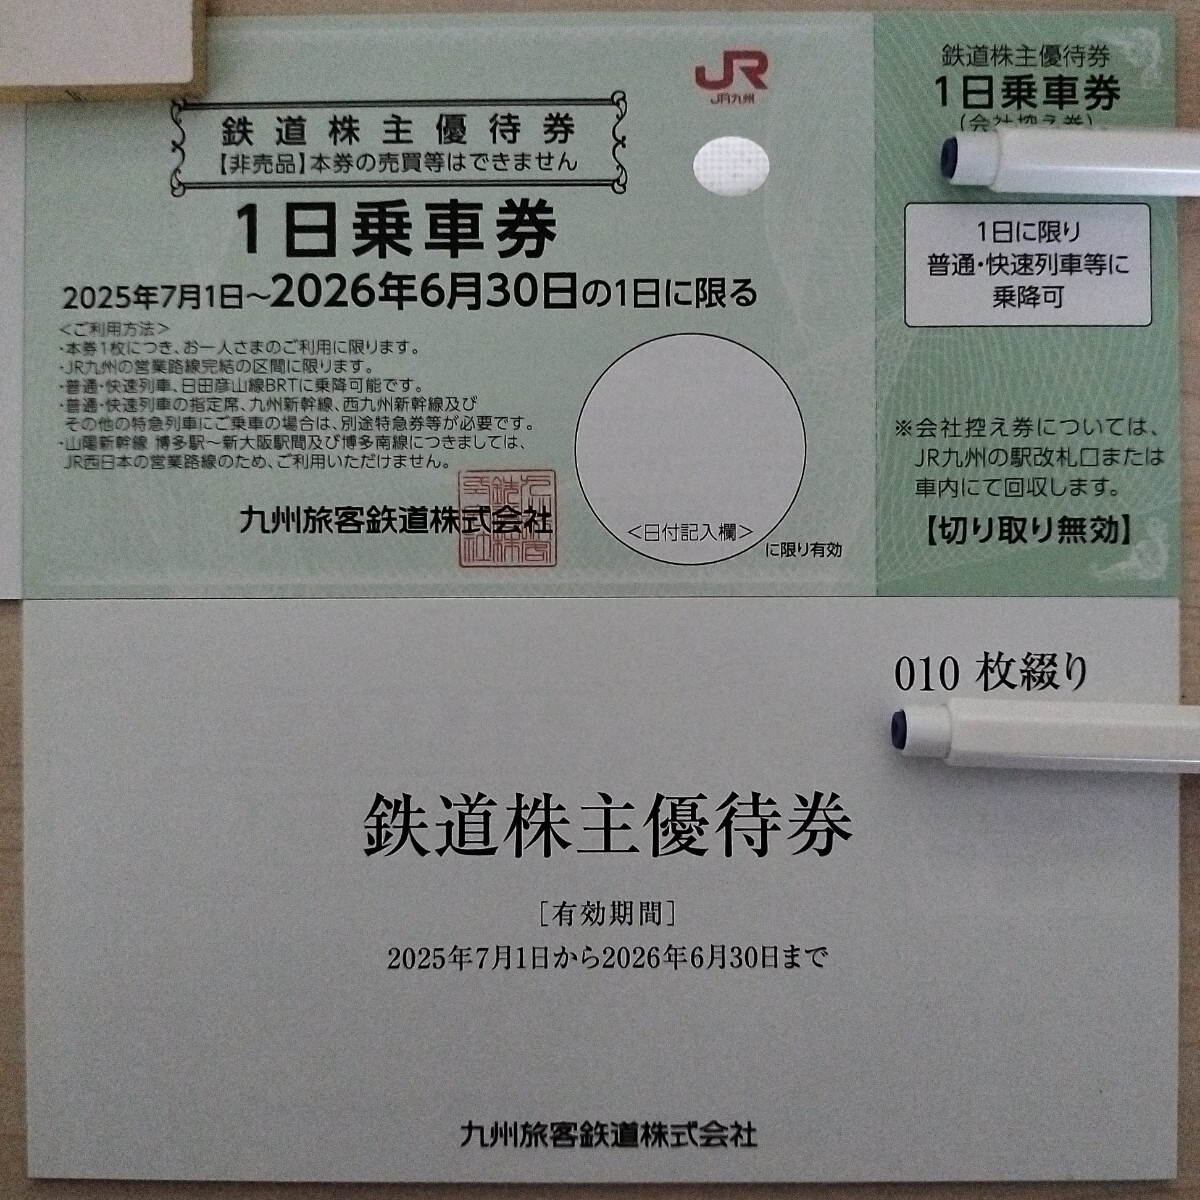 JR
JR九州
鉄道株主優待券
【非売品】本券の売買等はできません
1日乗車券
2025年7月1日～2026年6月30日の1日に限る
＜ご利用方法＞
・本券1枚につき、お一人さまのご利用に限ります。
・JR九州の営業路線完結の区間に限ります。
・普通・快速列車、日田彦山線BRTに乗降可能です。
・普通・快速列車の指定席、九州新幹線、西九州新幹線及び
その他の特急列車にご乗車の場合は、別途特急券等が必要です。
・山陽新幹線 博多駅～新大阪駅間及び博多南線につきましては、
JR西日本の営業路線のため、ご利用いただけません。
九州旅客鉄道株式会社
＜日付記入欄＞
に限り有効
鉄道株主優待券
1日乗車券
(会社控え券)
1日に限り
普通・快速列車等に
乗降可
※会社控え券については、
JR九州の駅改札口または
車内にて回収します。
【切り取り無効】
010 枚綴り
鉄道株主優待券
［有効期間］
2025年7月1日から2026年6月30日まで
九州旅客鉄道株式会社